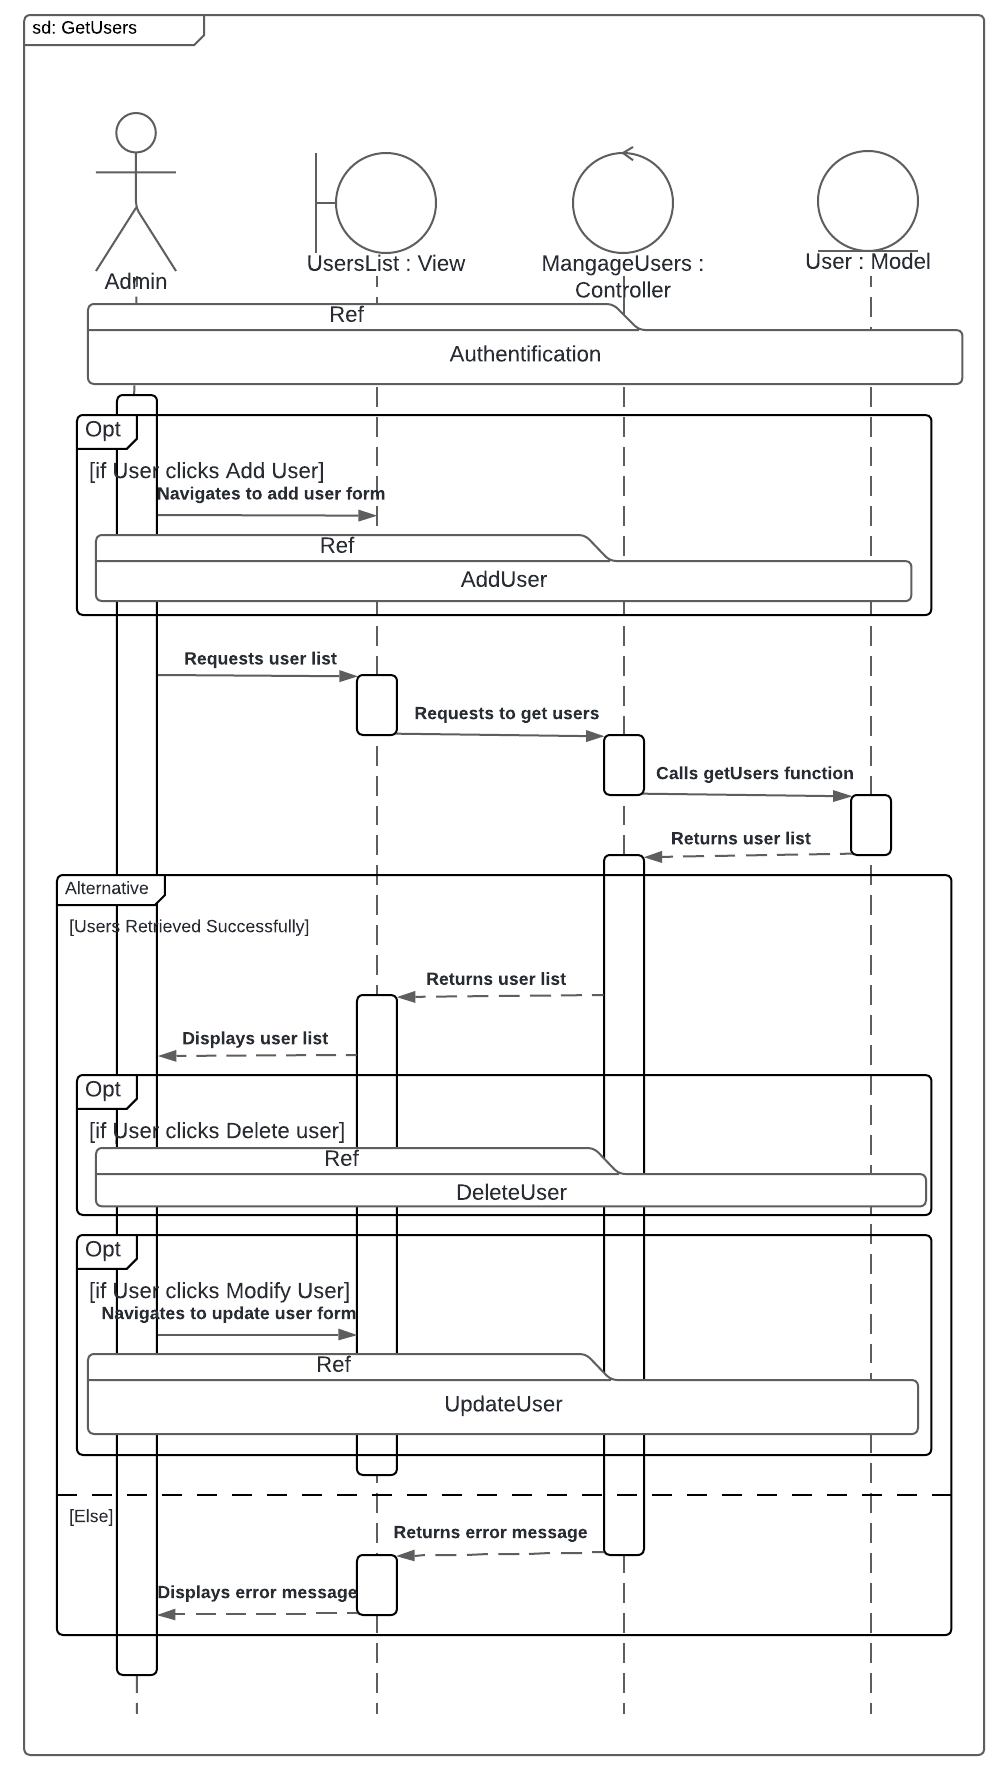 sd: GetUsers
Admin
UsersList : View
MangageUsers :
Controller
User : Model
Ref
Authentification
Opt
[if User clicks Add User]
Navigates to add user form
Ref
AddUser
Requests user list
Requests to get users
Calls getUsers function
Returns user list
Alternative
[Users Retrieved Successfully]
Returns user list
Displays user list
Opt
[if User clicks Delete user]
Ref
DeleteUser
Opt
[if User clicks Modify User]
Navigates to update user form
Ref
UpdateUser
[Else]
Returns error message
Displays error message